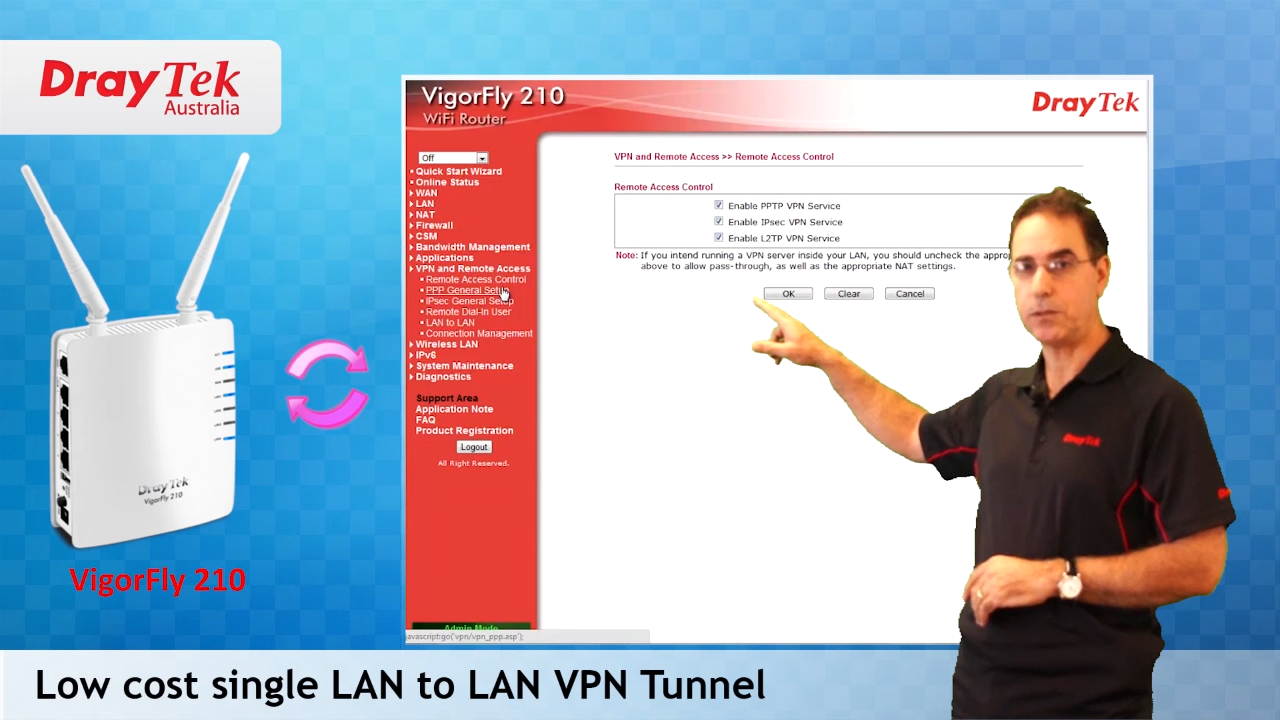 DrayTek
Australia
VigorFly 210
WiFi Router
DrayTek
Off
Quick Start Wizard
Online Status
WAN
LAN
NAT
Firewall
CSM
Bandwidth Management
Applications
VPN and Remote Access
Remote Access Control
PPP General Setup
IPsec General Setup
Remote Dial-In User
LAN to LAN
Connection Management
Wireless LAN
IPv6
System Maintenance
Diagnostics
Support Area
Application Note
FAQ
Product Registration
Logout
All Right Reserved.
Admin Mode
javascript:go('vpn/vpn_ppp.asp');
VPN and Remote Access >> Remote Access Control
Remote Access Control
Enable PPTP VPN Service
Enable IPsec VPN Service
Enable L2TP VPN Service
Note: If you intend running a VPN server inside your LAN, you should uncheck the approp
above to allow pass-through, as well as the appropriate NAT settings.
OK Clear Cancel
DrayTek
VigorFly 210
VigorFly 210
DrayTek
Low cost single LAN to LAN VPN Tunnel